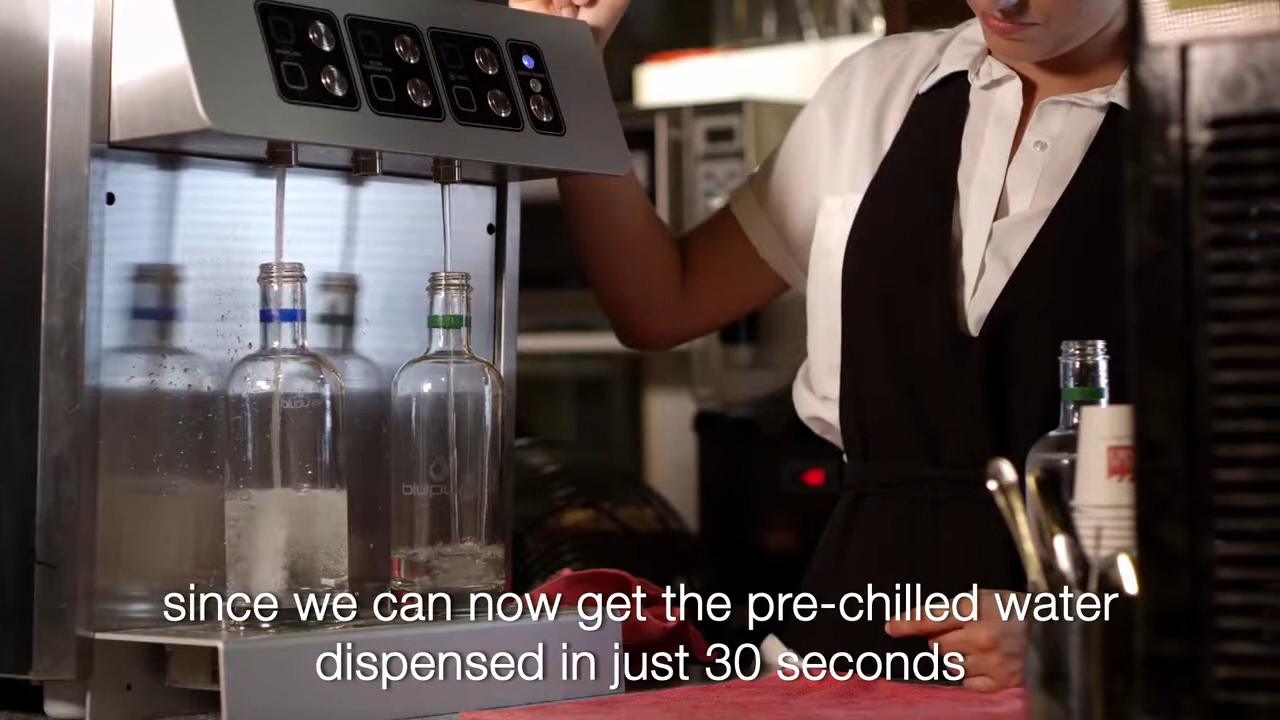 since we can now get the pre-chilled water
dispensed in just 30 seconds